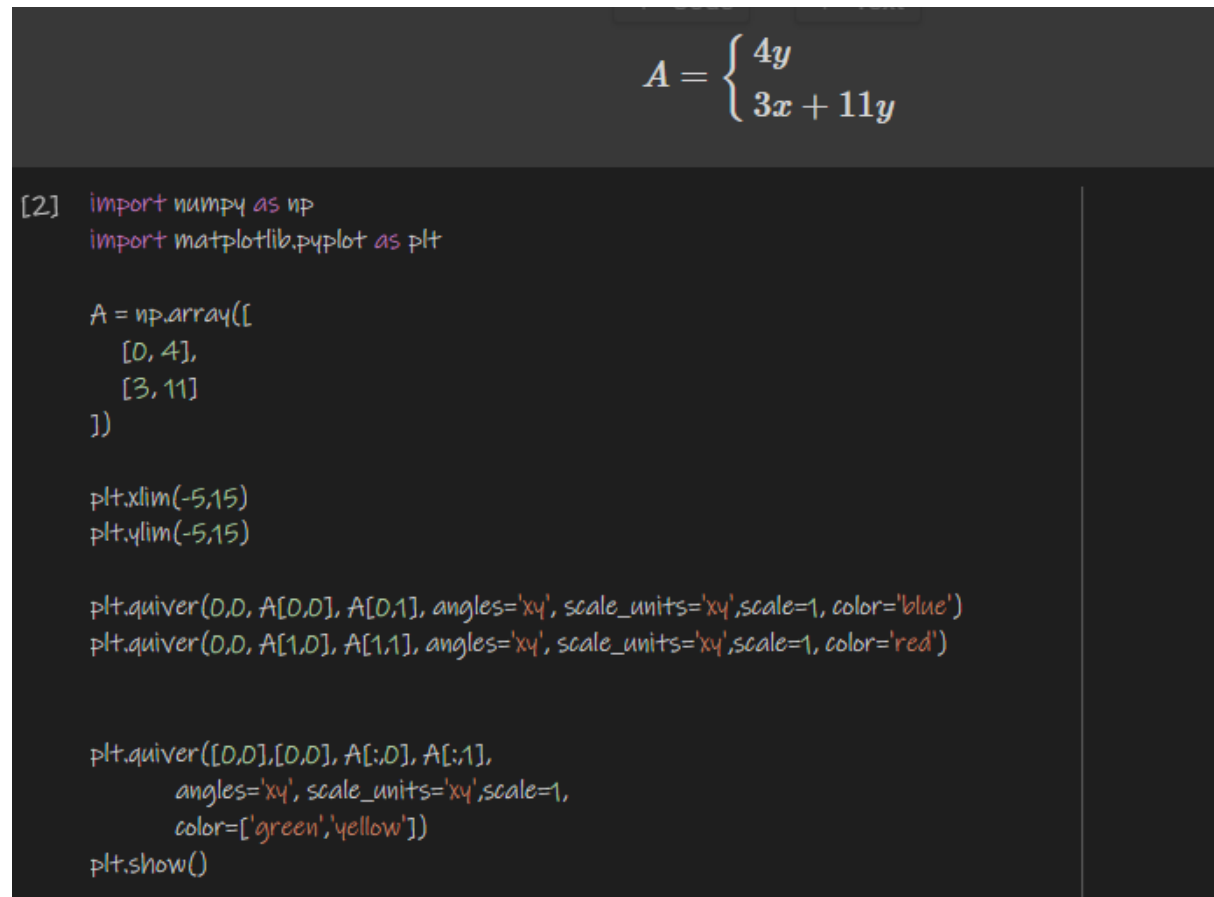 A = { 4y
3x + 11y
[2] import numpy as np
import matplotlib.pyplot as plt
A = np.array([
[0, 4],
[3, 11]
])
plt.xlim(-5,15)
plt.ylim(-5,15)
plt.quiver(0,0, A[0,0], A[0,1], angles='xy', scale_units='xy',scale=1, color='blue')
plt.quiver(0,0, A[1,0], A[1,1], angles='xy', scale_units='xy',scale=1, color='red')
plt.quiver([0,0],[0,0], A[:,0], A[:,1],
angles='xy', scale_units='xy',scale=1,
color=['green','yellow'])
plt.show()